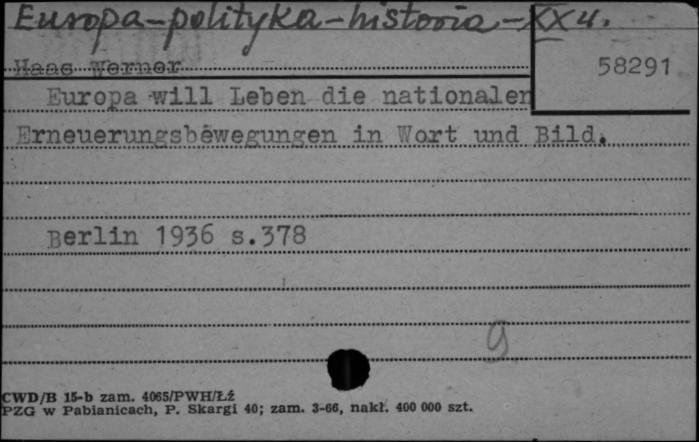 Europa-polityka-historia-XX w.
Haas Werner
58291
Europa will Leben die nationalen
Erneuerungsbewegungen in Wort und Bild.
Berlin 1936 s.378
9
CWD/B 15-b zam. 4065/PWH/Łź
PZG w Pabianicach, P. Skargi 40; zam. 3-66, nakł. 400 000 szt.